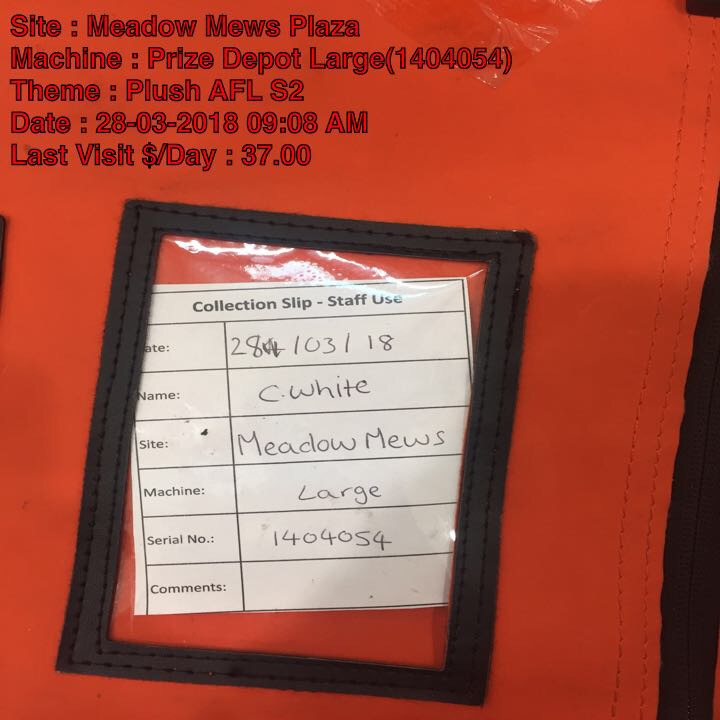 Site : Meadow Mews Plaza
Machine : Prize Depot Large(1404054)
Theme : Plush AFL S2
Date : 28-03-2018 09:08 AM
Last Visit $/Day : 37.00
Collection Slip - Staff Use
ate: 28/03/18
Name: C.White
Site: Meadow Mews
Machine: Large
Serial No.: 1404054
Comments: